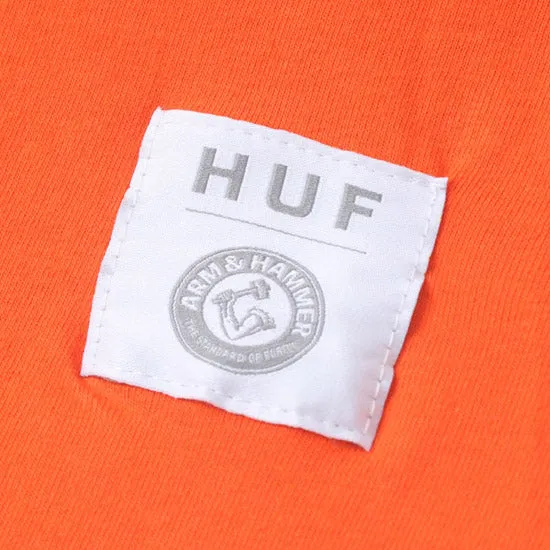 HUF
ARM & HAMMER
THE STANDARD OF PURITY